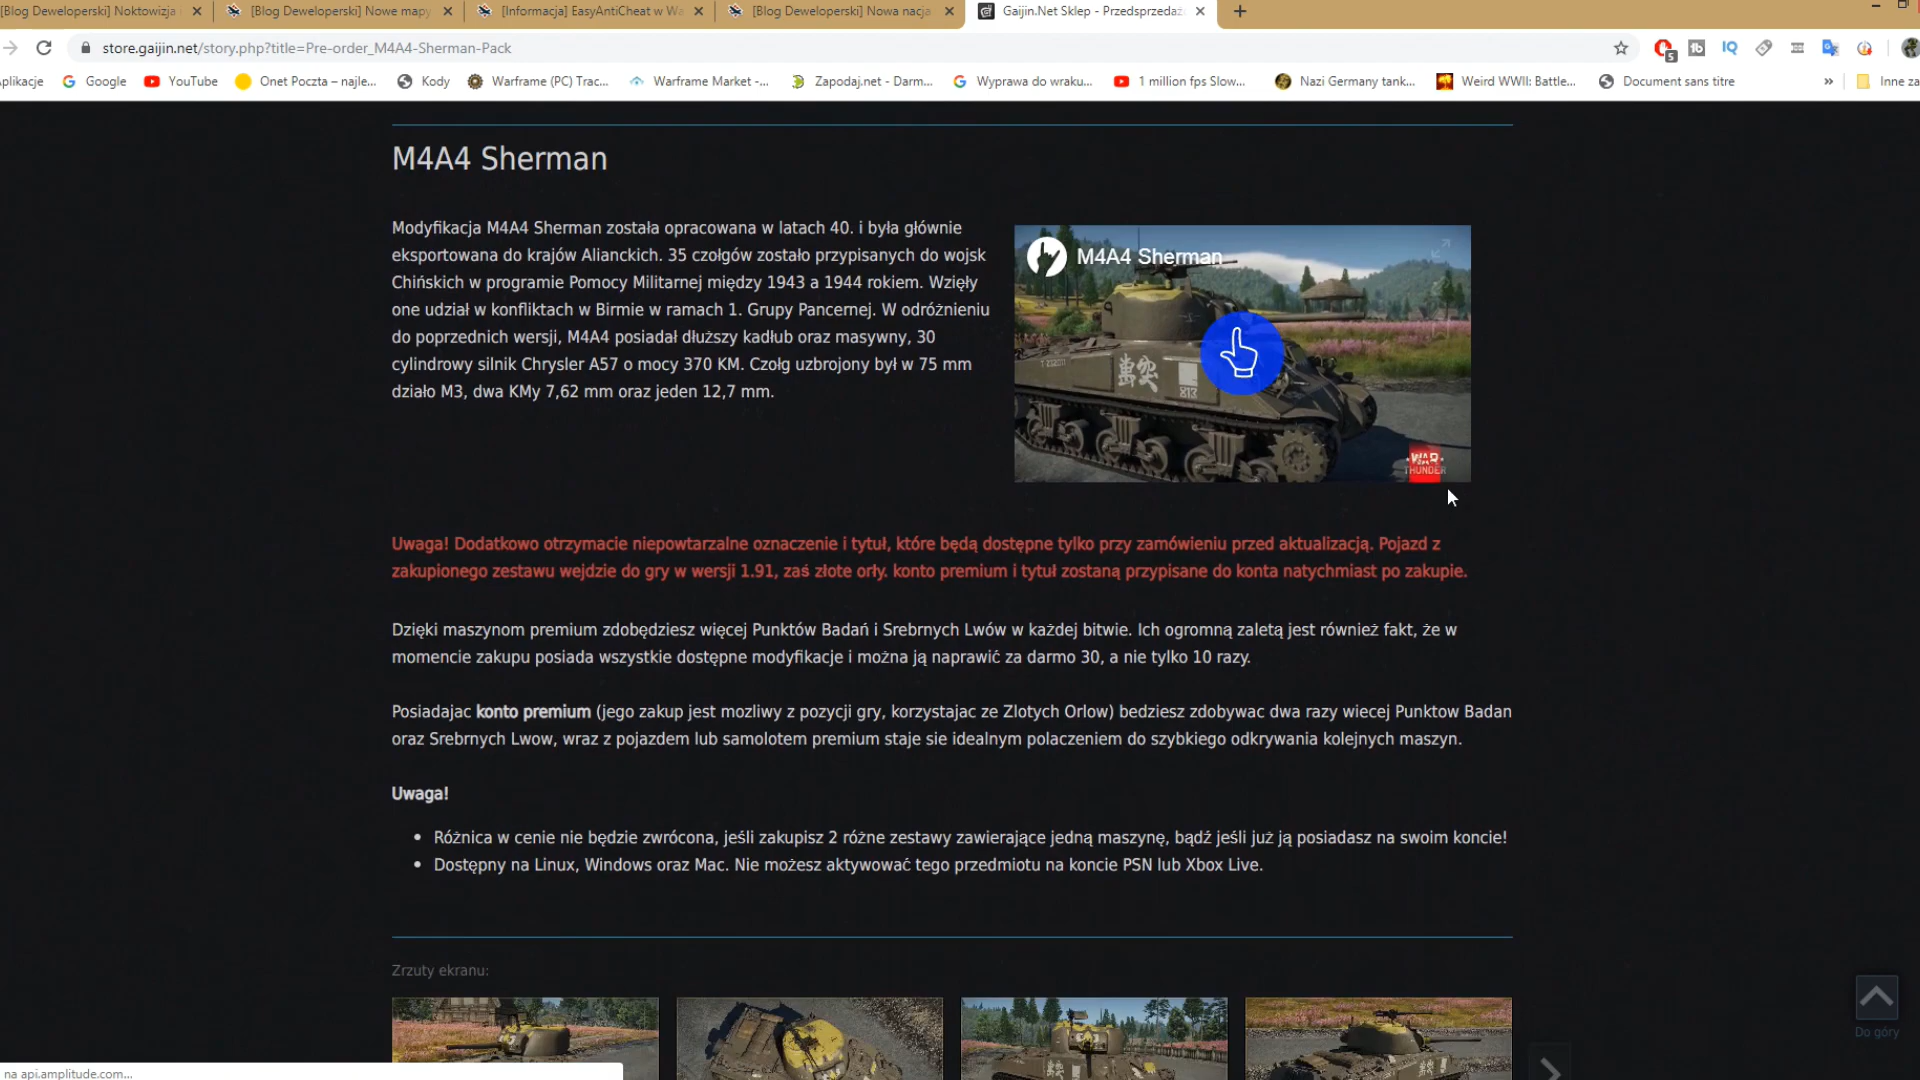 [Blog Deweloperski] Noktowizja
[Blog Deweloperski] Nowe mapy
[Informacja] EasyAntiCheat w Wa
[Blog Deweloperski] Nowa nacja
Gaijin.Net Sklep - Przedsprzedaż
store.gaijin.net/story.php?title=Pre-order_M4A4-Sherman-Pack
plikacje
Google
YouTube
Onet Poczta – najle...
Kody
Warframe (PC) Trac...
Warframe Market -...
Zapodaj.net - Darm...
Wyprawa do wraku...
1 million fps Slow...
Nazi Germany tank...
Weird WWII: Battle...
Document sans titre
»
Inne za
M4A4 Sherman
Modyfikacja M4A4 Sherman została opracowana w latach 40. i była głównie
eksportowana do krajów Alianckich. 35 czołgów zostało przypisanych do wojsk
Chińskich w programie Pomocy Militarnej między 1943 a 1944 rokiem. Wzięły
one udział w konfliktach w Birmie w ramach 1. Grupy Pancernej. W odróżnieniu
do poprzednich wersji, M4A4 posiadał dłuższy kadłub oraz masywny, 30
cylindrowy silnik Chrysler A57 o mocy 370 KM. Czołg uzbrojony był w 75 mm
działo M3, dwa KMy 7,62 mm oraz jeden 12,7 mm.
M4A4 Sherman
813
WAR
THUNDER
Uwaga! Dodatkowo otrzymacie niepowtarzalne oznaczenie i tytuł, które będą dostępne tylko przy zamówieniu przed aktualizacją. Pojazd z
zakupionego zestawu wejdzie do gry w wersji 1.91, zaś złote orły. konto premium i tytuł zostaną przypisane do konta natychmiast po zakupie.
Dzięki maszynom premium zdobędziesz więcej Punktów Badań i Srebrnych Lwów w każdej bitwie. Ich ogromną zaletą jest również fakt, że w
momencie zakupu posiada wszystkie dostępne modyfikacje i można ją naprawić za darmo 30, a nie tylko 10 razy.
Posiadajac konto premium (jego zakup jest mozliwy z pozycji gry, korzystajac ze Zlotych Orlow) bedziesz zdobywac dwa razy wiecej Punktow Badan
oraz Srebrnych Lwow, wraz z pojazdem lub samolotem premium staje sie idealnym polaczeniem do szybkiego odkrywania kolejnych maszyn.
Uwaga!
• Różnica w cenie nie będzie zwrócona, jeśli zakupisz 2 różne zestawy zawierające jedną maszynę, bądź jeśli już ją posiadasz na swoim koncie!
• Dostępny na Linux, Windows oraz Mac. Nie możesz aktywować tego przedmiotu na koncie PSN lub Xbox Live.
Zrzuty ekranu:
Do góry
na api.amplitude.com...